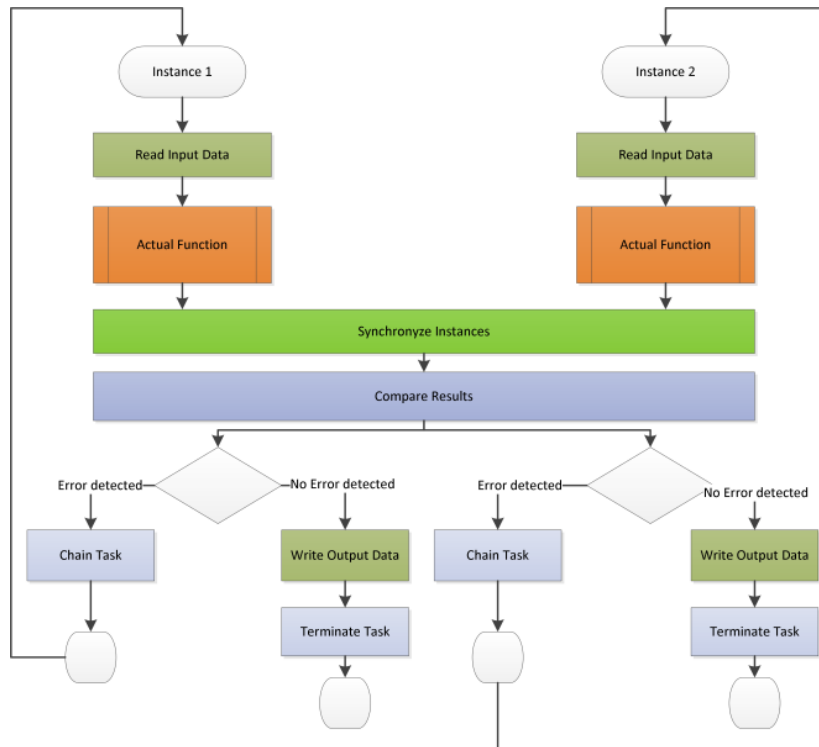 Instance 1
Instance 2
Read Input Data
Read Input Data
Actual Function
Actual Function
Synchronyze Instances
Compare Results
Error detected
No Error detected
Error detected
No Error detected
Chain Task
Write Output Data
Chain Task
Write Output Data
Terminate Task
Terminate Task